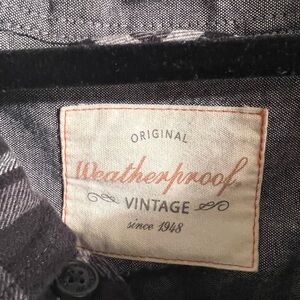 ORIGINAL
Weatherproof
VINTAGE
since 1948